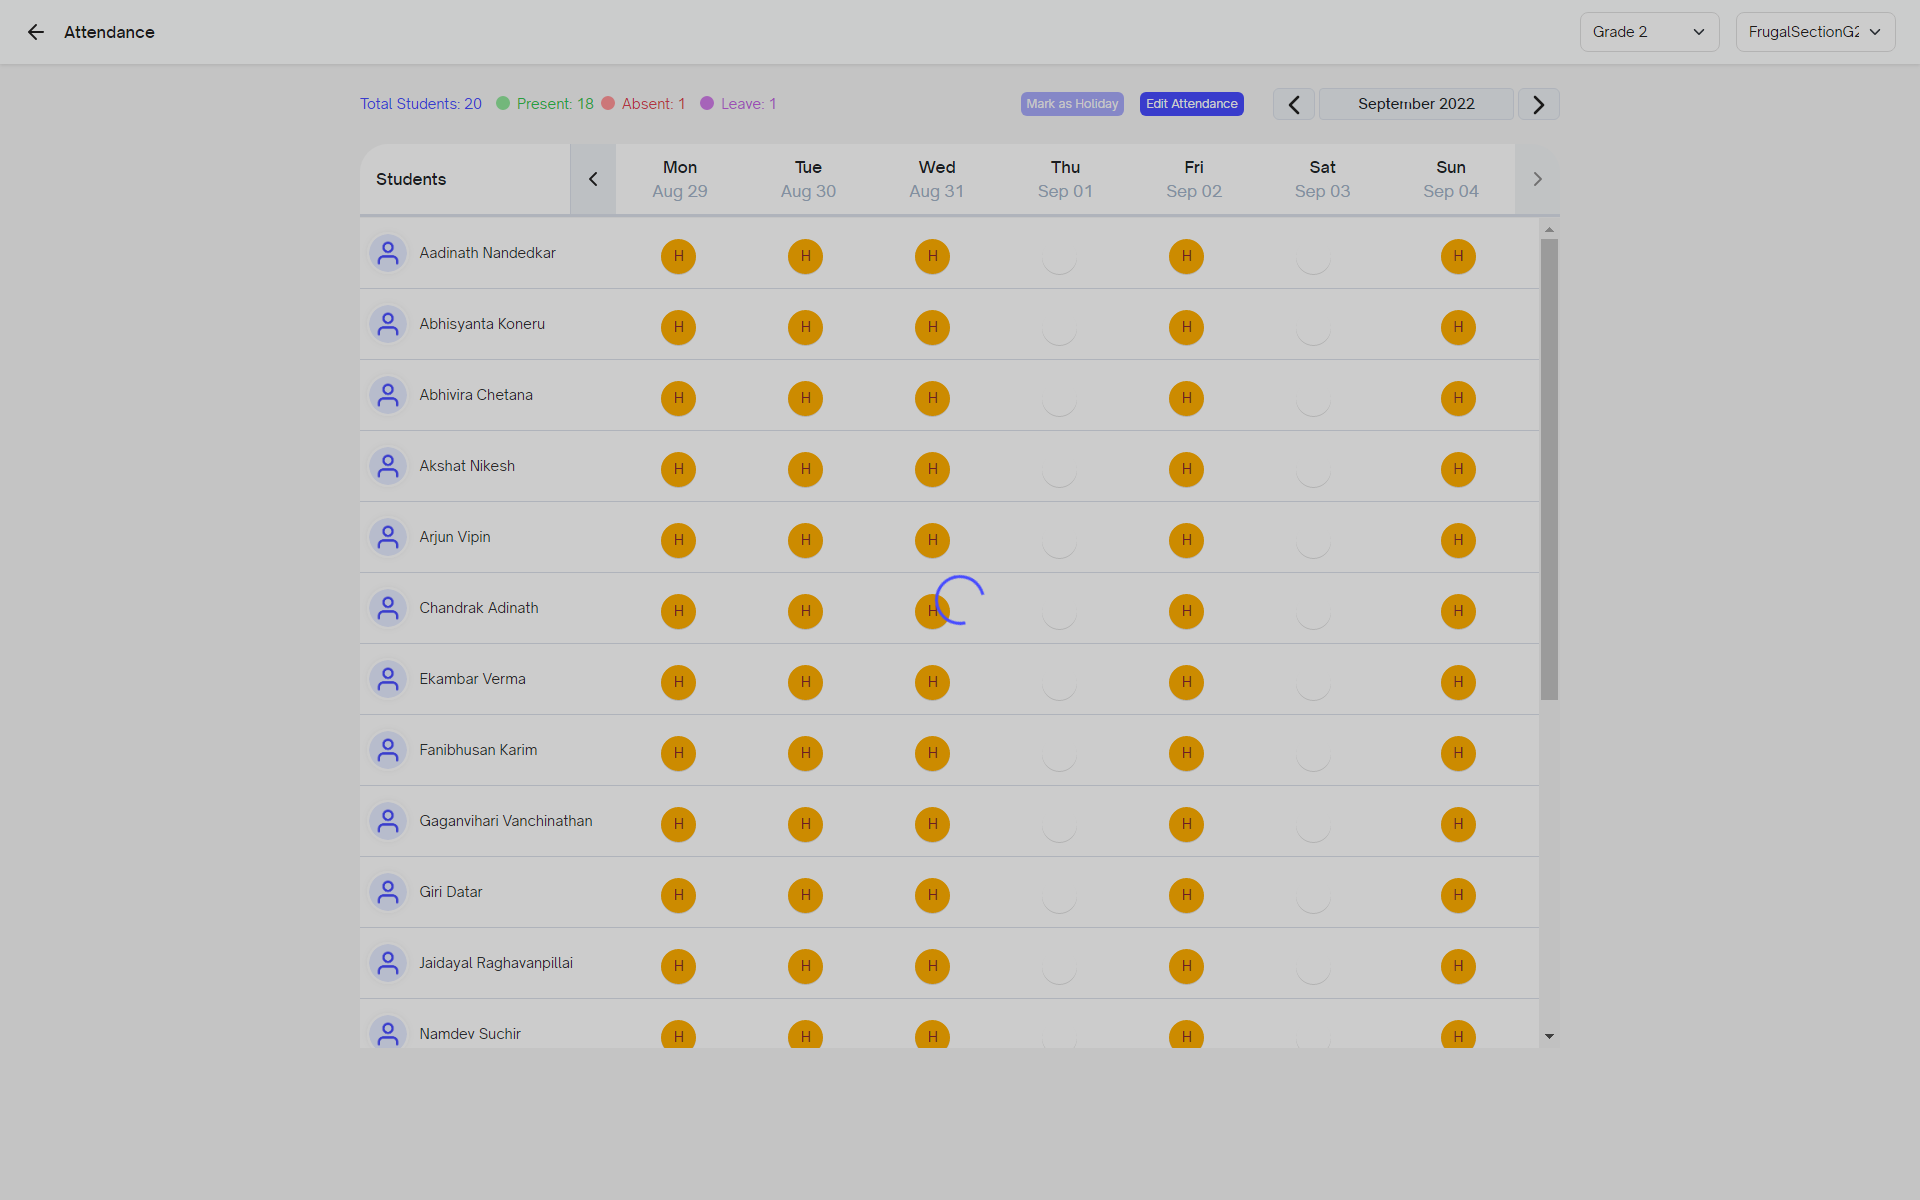 Attendance
Grade 2
FrugalSectionG2
Total Students: 20 Present: 18 Absent: 1 Leave: 1
Mark as Holiday
Edit Attendance
September 2022
Students Mon Tue Wed Thu Fri Sat Sun
Aug 29 Aug 30 Aug 31 Sep 01 Sep 02 Sep 03 Sep 04
Aadinath Nandedkar H H H H H
Abhisyanta Koneru H H H H H
Abhivira Chetana H H H H H
Akshat Nikesh H H H H H
Arjun Vipin H H H H H
Chandrak Adinath H H H H H
Ekambar Verma H H H H H
Fanibhusan Karim H H H H H
Gaganvihari Vanchinathan H H H H H
Giri Datar H H H H H
Jaidayal Raghavanpillai H H H H H
Namdev Suchir H H H H H